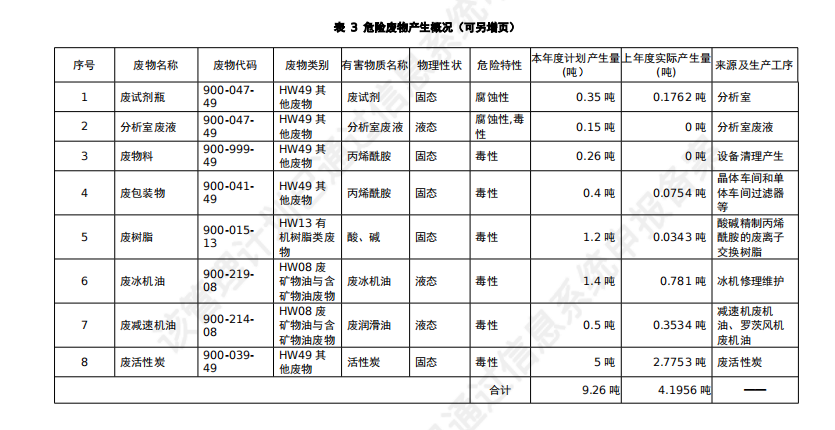 表 3 危险废物产生概况（可另增页）
序号 废物名称 废物代码 废物类别 有害物质名称 物理性状 危险特性 本年度计划产生量(吨) 上年度实际产生量(吨) 来源及生产工序
1 废试剂瓶 900-047-49 HW49 其他废物 废试剂 固态 腐蚀性 0.35 吨 0.1762 吨 分析室
2 分析室废液 900-047-49 HW49 其他废物 分析室废液 液态 腐蚀性,毒性 0.15 吨 0 吨 分析室废液
3 废物料 900-999-49 HW49 其他废物 丙烯酰胺 固态 毒性 0.26 吨 0 吨 设备清理产生
4 废包装物 900-041-49 HW49 其他废物 丙烯酰胺 固态 毒性 0.4 吨 0.0754 吨 晶体车间和单体车间过滤器等
5 废树脂 900-015-13 HW13 有机树脂类废物 酸、碱 固态 毒性 1.2 吨 0.0343 吨 酸碱精制丙烯酰胺的废离子交换树脂
6 废冰机油 900-219-08 HW08 废矿物油与含矿物油废物 废冰机油 液态 毒性 1.4 吨 0.781 吨 冰机修理维护
7 废减速机油 900-214-08 HW08 废矿物油与含矿物油废物 废润滑油 液态 毒性 0.5 吨 0.3534 吨 减速机废机油、罗茨风机废机油
8 废活性炭 900-039-49 HW49 其他废物 活性炭 固态 毒性 5 吨 2.7753 吨 废活性炭
合计 9.26 吨 4.1956 吨 ——
该管理计划已通过信息系统申报备案